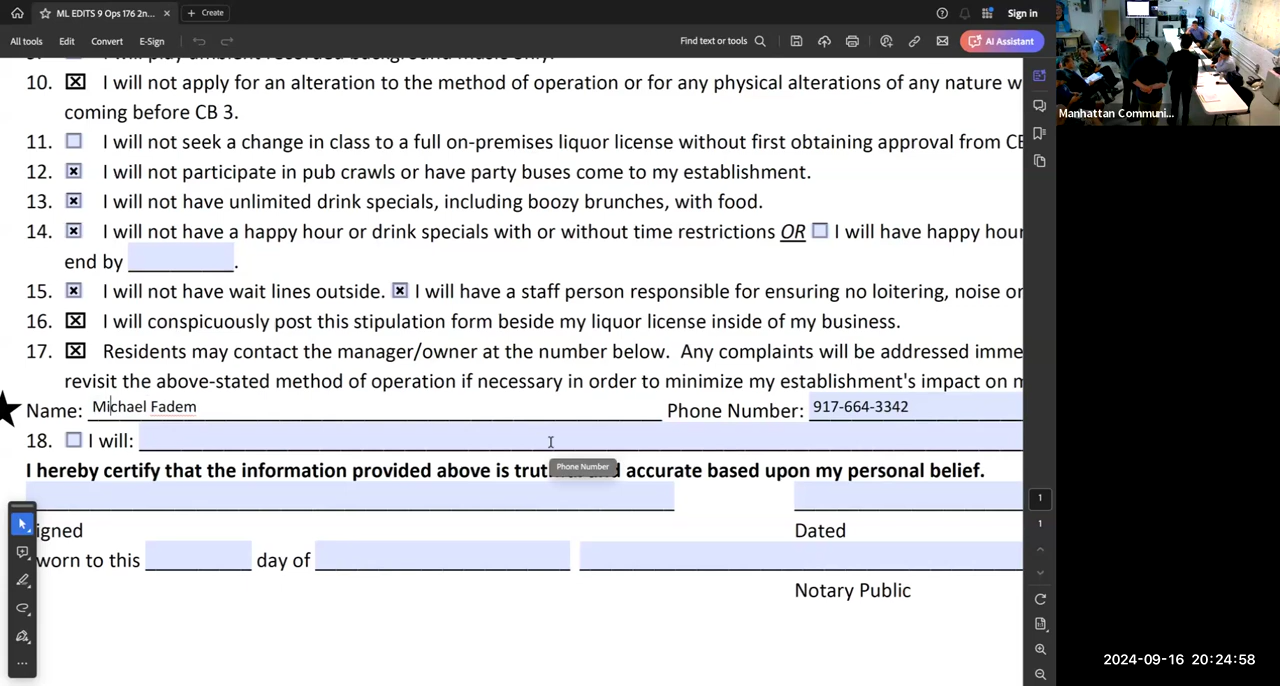 ML EDITS 9 Ops 176 2n...
Create
Sign in
All tools Edit Convert E-Sign
Find text or tools
AI Assistant
10. I will not apply for an alteration to the method of operation or for any physical alterations of any nature w
coming before CB 3.
11. I will not seek a change in class to a full on-premises liquor license without first obtaining approval from CB
12. I will not participate in pub crawls or have party buses come to my establishment.
13. I will not have unlimited drink specials, including boozy brunches, with food.
14. I will not have a happy hour or drink specials with or without time restrictions OR I will have happy hour
end by .
15. I will not have wait lines outside. I will have a staff person responsible for ensuring no loitering, noise or
16. I will conspicuously post this stipulation form beside my liquor license inside of my business.
17. Residents may contact the manager/owner at the number below. Any complaints will be addressed imme
revisit the above-stated method of operation if necessary in order to minimize my establishment's impact on m
Name: Michael Fadem Phone Number: 917-664-3342
18. I will:
I hereby certify that the information provided above is trut d accurate based upon my personal belief.
Phone Number
igned Dated
worn to this day of
Notary Public
1
1
Manhattan Communi...
2024-09-16 20:24:58